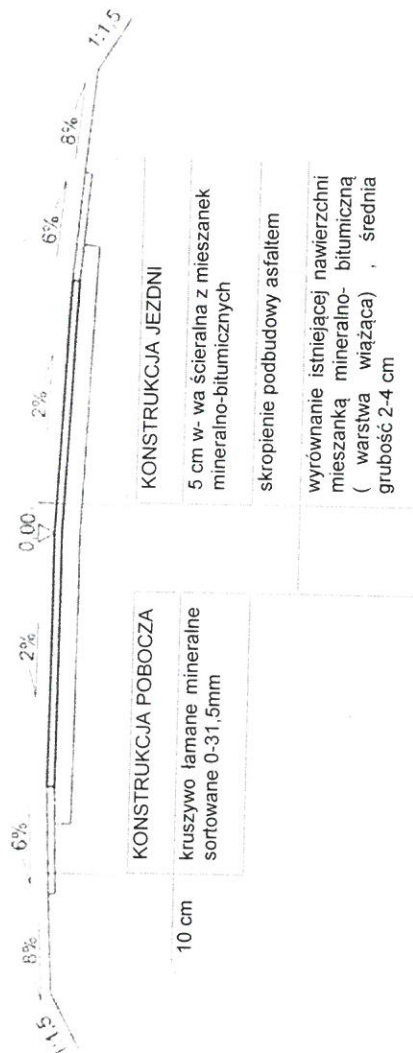 1:1,5
8%
6%
2%
0,00
2%
6%
8%
1:1,5
KONSTRUKCJA POBOCZA
10 cm
kruszywo łamane mineralne
sortowane 0-31,5mm
KONSTRUKCJA JEZDNI
5 cm w- wa ścieralna z mieszanek
mineralno-bitumicznych
skropienie podbudowy asfaltem
wyrównanie istniejącej nawierzchni
mieszanką mineralno- bitumiczną
( warstwa wiążąca) , średnia
grubość 2-4 cm